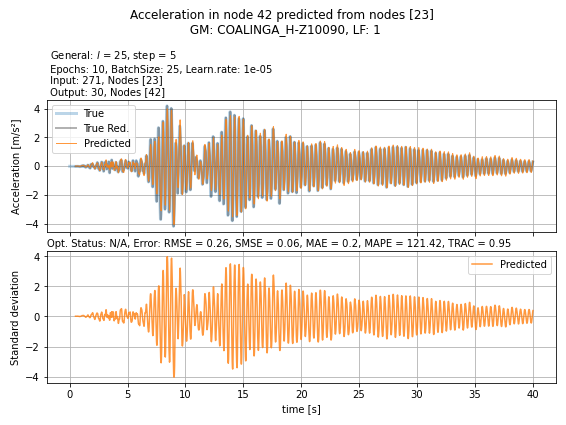 Acceleration in node 42 predicted from nodes [23]
GM: COALINGA_H-Z10090, LF: 1
General: l = 25, step = 5
Epochs: 10, BatchSize: 25, Learn.rate: 1e-05
Input: 271, Nodes [23]
Output: 30, Nodes [42]
True
True Red.
Predicted
Acceleration [m/s²]
4
2
0
−2
−4
Opt. Status: N/A, Error: RMSE = 0.26, SMSE = 0.06, MAE = 0.2, MAPE = 121.42, TRAC = 0.95
Predicted
Standard deviation
4
2
0
−2
−4
0 5 10 15 20 25 30 35 40
time [s]